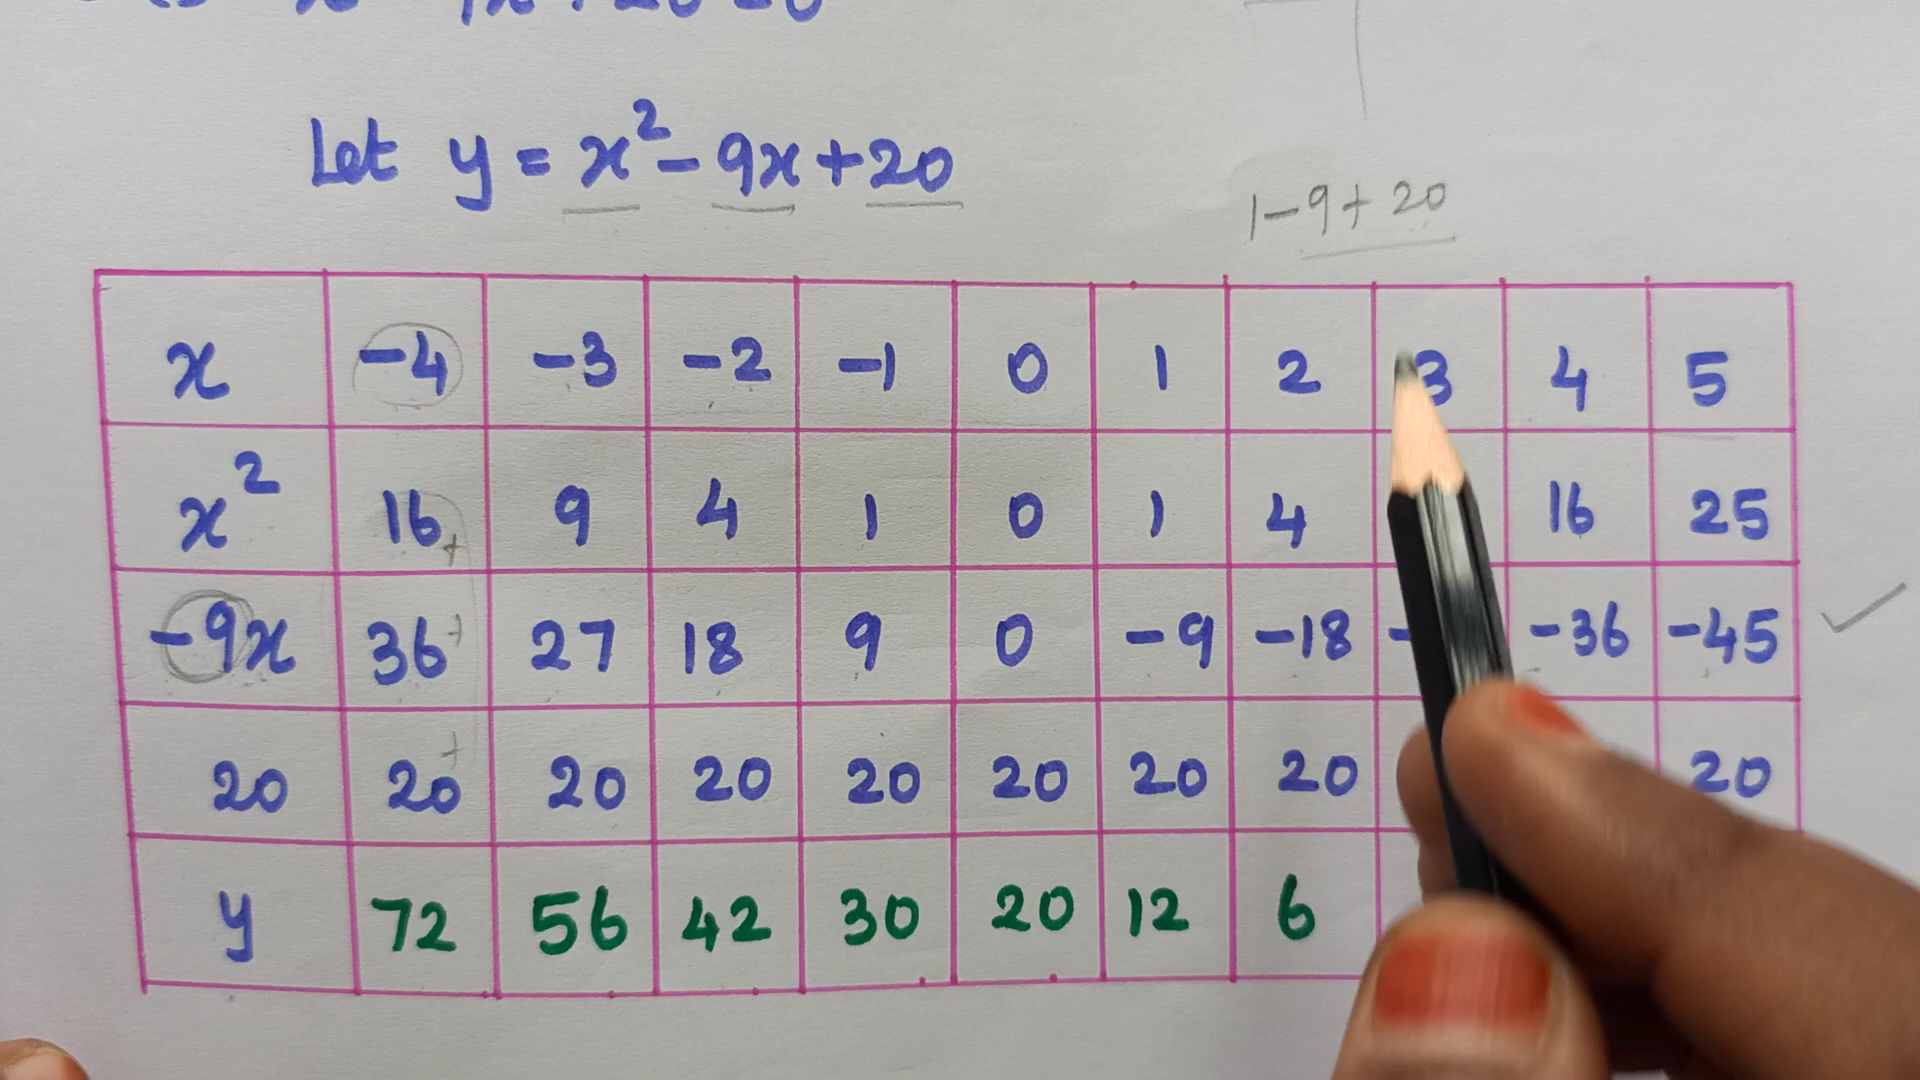 Let y = x² - 9x + 20
1 - 9 + 20
x -4 -3 -2 -1 0 1 2 3 4 5
x² 16 9 4 1 0 1 4 16 25
-9x 36 27 18 9 0 -9 -18 - -36 -45
20 20 20 20 20 20 20 20 20
y 72 56 42 30 20 12 6